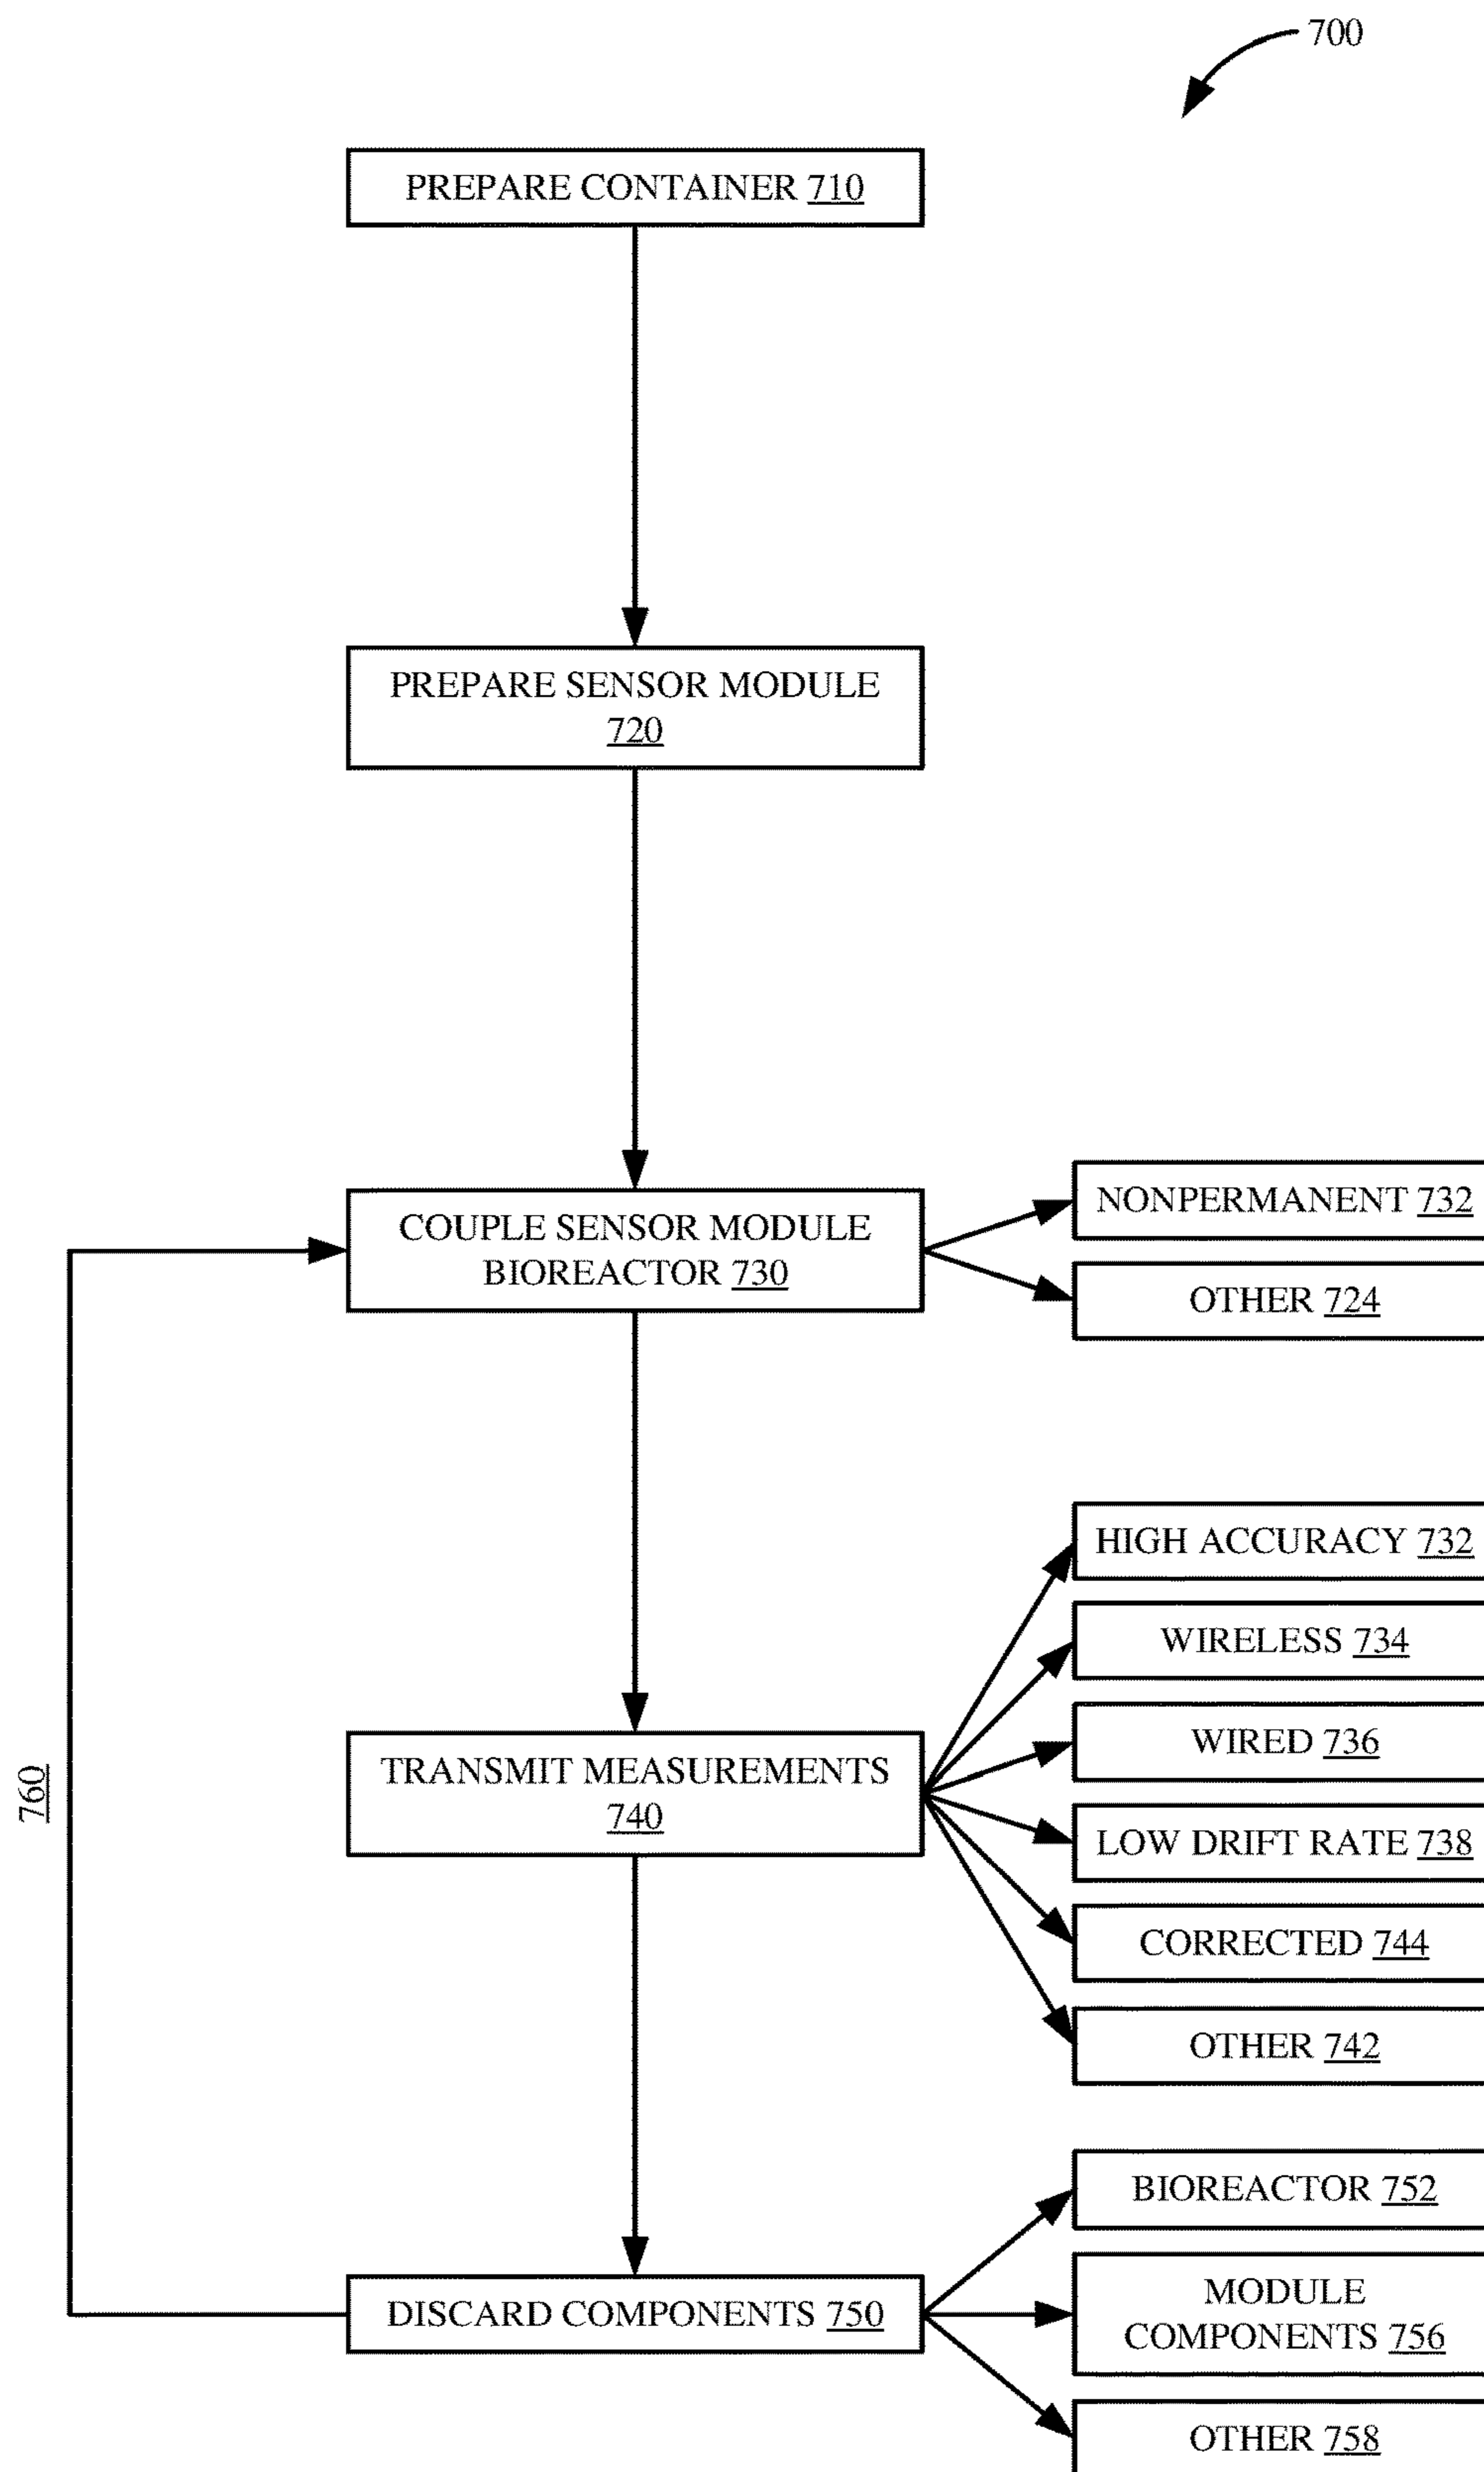 700
PREPARE CONTAINER 710
PREPARE SENSOR MODULE
720
COUPLE SENSOR MODULE
BIOREACTOR 730
NONPERMANENT 732
OTHER 724
HIGH ACCURACY 732
WIRELESS 734
WIRED 736
LOW DRIFT RATE 738
CORRECTED 744
OTHER 742
TRANSMIT MEASUREMENTS
740
760
BIOREACTOR 752
MODULE
COMPONENTS 756
OTHER 758
DISCARD COMPONENTS 750